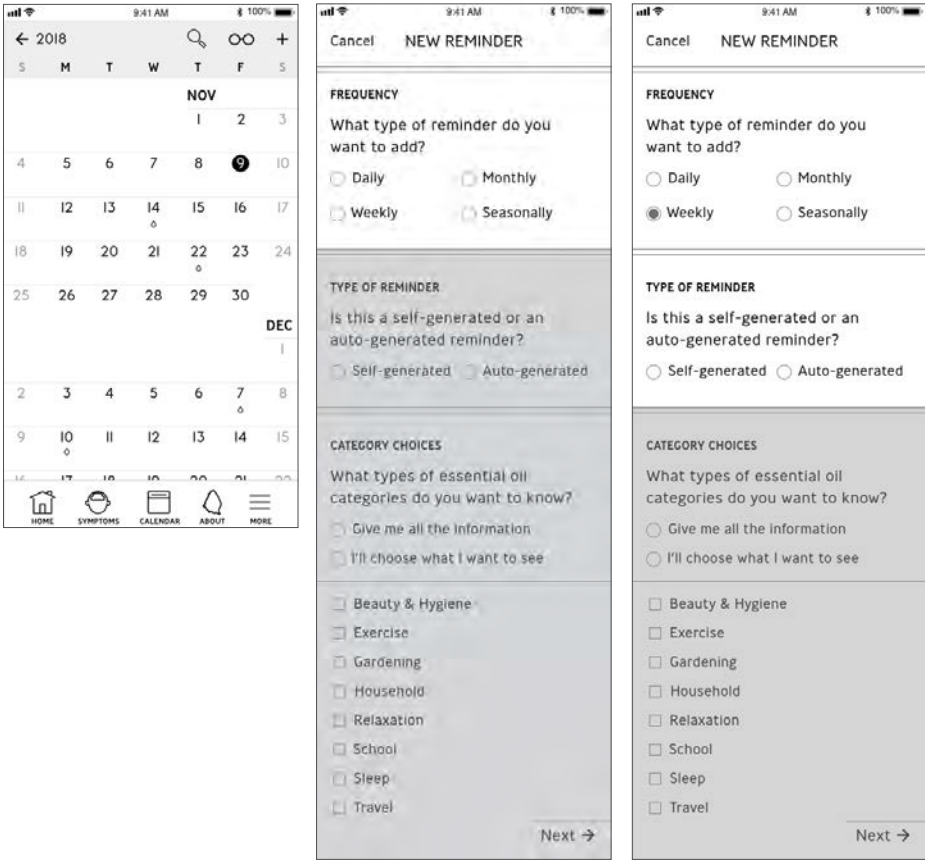 9:41 AM 100%
2018
S M T W T F S
NOV
1 2 3
4 5 6 7 8 9 10
11 12 13 14 15 16 17
18 19 20 21 22 23 24
25 26 27 28 29 30
DEC
1
2 3 4 5 6 7 8
9 10 11 12 13 14 15
16 17 18 19 20 21 22
HOME SYMPTOMS CALENDAR ABOUT MORE
9:41 AM 100%
Cancel NEW REMINDER
FREQUENCY
What type of reminder do you
want to add?
Daily Monthly
Weekly Seasonally
TYPE OF REMINDER
Is this a self-generated or an
auto-generated reminder?
Self-generated Auto-generated
CATEGORY CHOICES
What types of essential oil
categories do you want to know?
Give me all the information
I'll choose what I want to see
Beauty & Hygiene
Exercise
Gardening
Household
Relaxation
School
Sleep
Travel
Next →
9:41 AM 100%
Cancel NEW REMINDER
FREQUENCY
What type of reminder do you
want to add?
Daily Monthly
Weekly Seasonally
TYPE OF REMINDER
Is this a self-generated or an
auto-generated reminder?
Self-generated Auto-generated
CATEGORY CHOICES
What types of essential oil
categories do you want to know?
Give me all the information
I'll choose what I want to see
Beauty & Hygiene
Exercise
Gardening
Household
Relaxation
School
Sleep
Travel
Next →